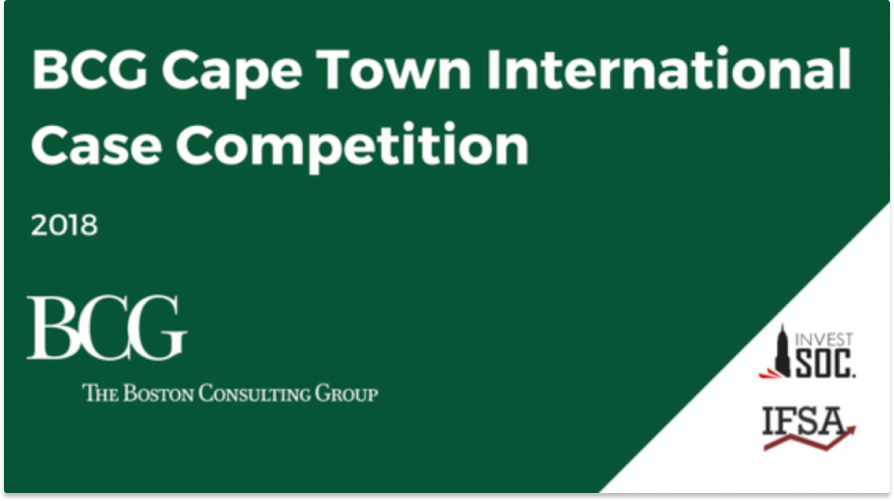 BCG Cape Town International
Case Competition
2018
BCG
THE BOSTON CONSULTING GROUP
INVEST
SOC.
IFSA